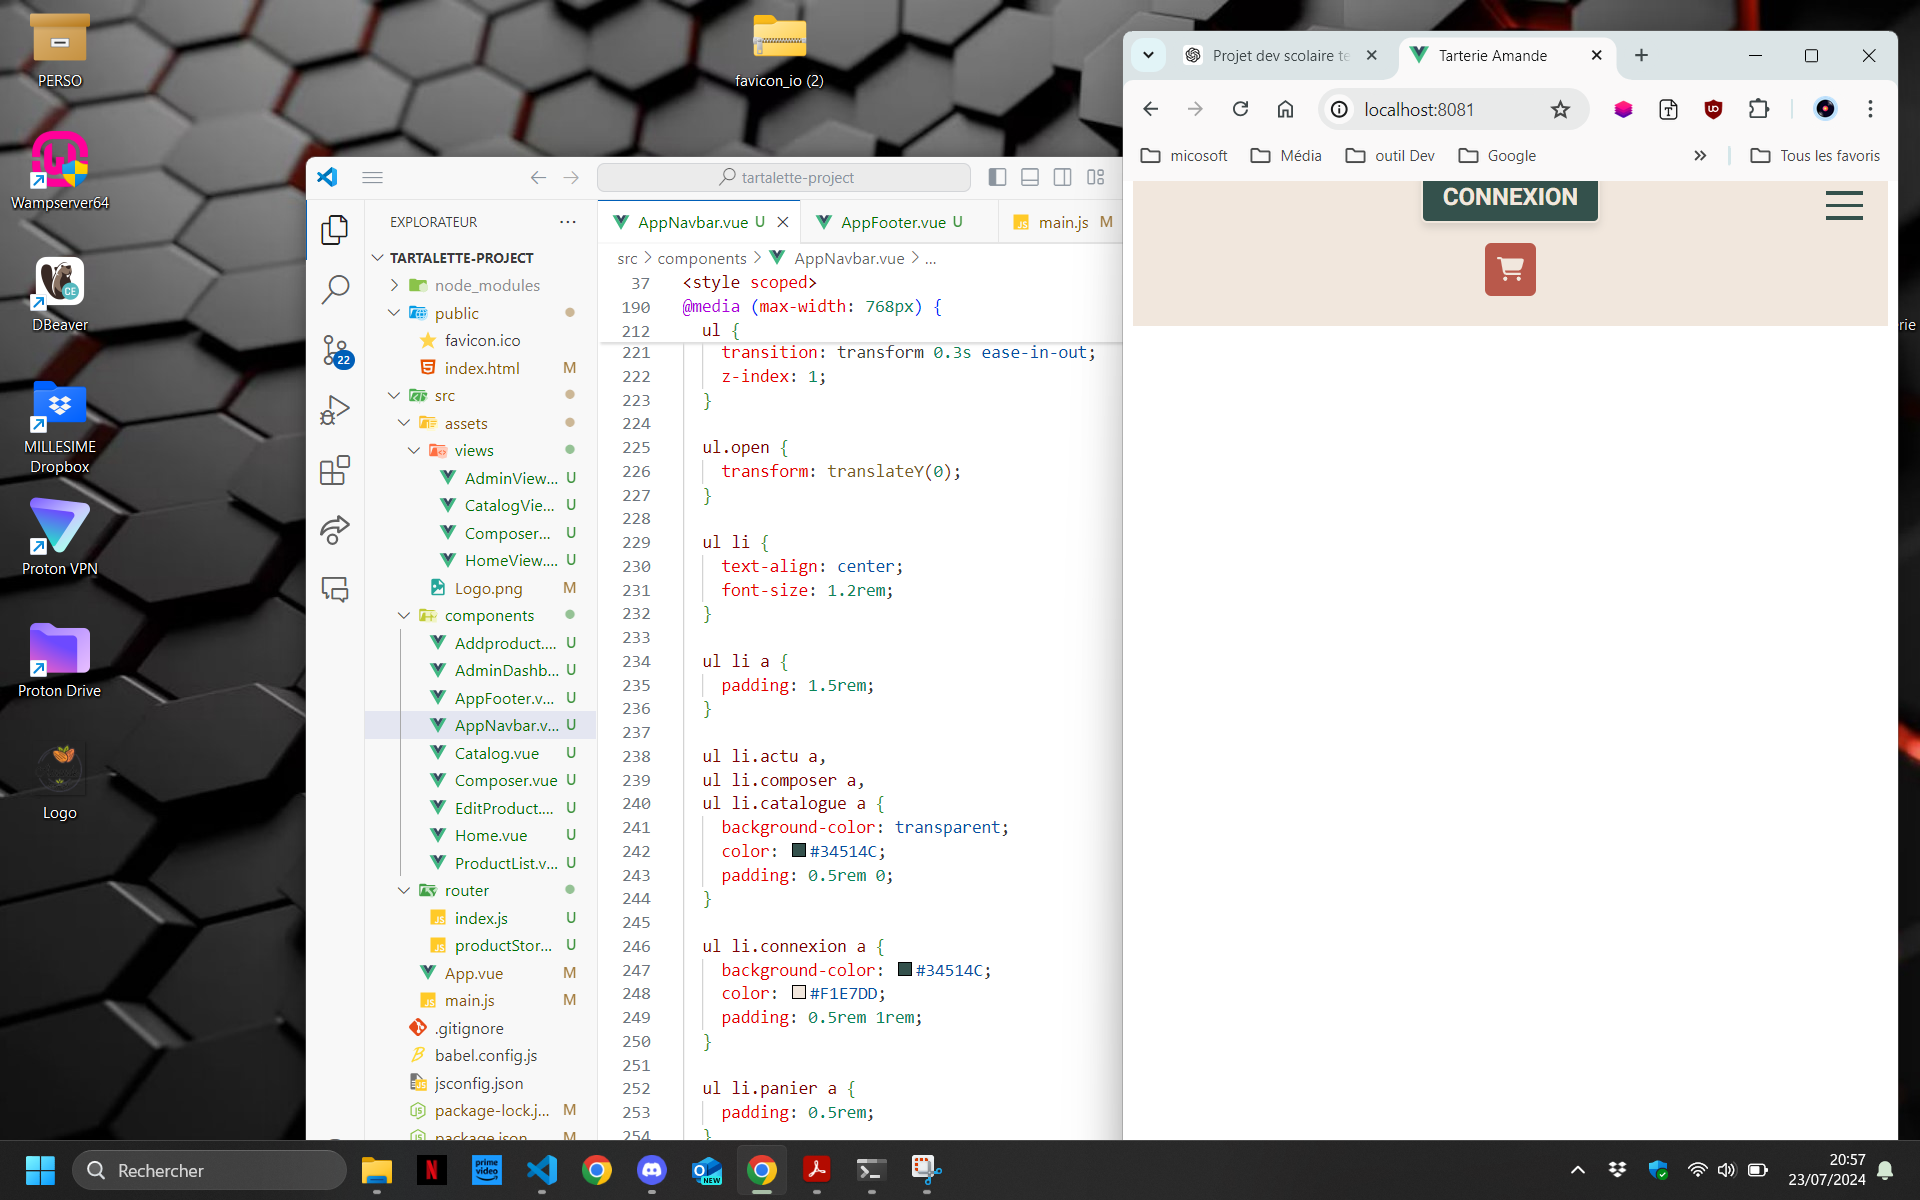 PERSO
Wampserver64
CE
DBeaver
MILLESIME
Dropbox
Proton VPN
Proton Drive
Logo
favicon_io (2)
tartalette-project
EXPLORATEUR
TARTALETTE-PROJECT
node_modules
public
favicon.ico
index.html M
src
assets
views
AdminView... U
CatalogVie... U
Composer... U
HomeView.... U
Logo.png M
components
Addproduct.... U
AdminDashb... U
AppFooter.v... U
AppNavbar.v... U
Catalog.vue U
Composer.vue U
EditProduct.... U
Home.vue U
ProductList.v... U
router
index.js U
productStor... U
App.vue M
main.js M
.gitignore
babel.config.js
jsconfig.json
package-lock.j... M
package.json M
22
AppNavbar.vue U
AppFooter.vue U
JS main.js M
src > components > AppNavbar.vue > ...
37 <style scoped>
190 @media (max-width: 768px) {
212 ul {
221 transition: transform 0.3s ease-in-out;
222 z-index: 1;
223 }
224
225 ul.open {
226 transform: translateY(0);
227 }
228
229 ul li {
230 text-align: center;
231 font-size: 1.2rem;
232 }
233
234 ul li a {
235 padding: 1.5rem;
236 }
237
238 ul li.actu a,
239 ul li.composer a,
240 ul li.catalogue a {
241 background-color: transparent;
242 color: #34514C;
243 padding: 0.5rem 0;
244 }
245
246 ul li.connexion a {
247 background-color: #34514C;
248 color: #F1E7DD;
249 padding: 0.5rem 1rem;
250 }
251
252 ul li.panier a {
253 padding: 0.5rem;
254 }
Projet dev scolaire te
Tarterie Amande
localhost:8081
micosoft
Média
outil Dev
Google
Tous les favoris
CONNEXION
rie
Rechercher
prime video
NEW
20:57
23/07/2024